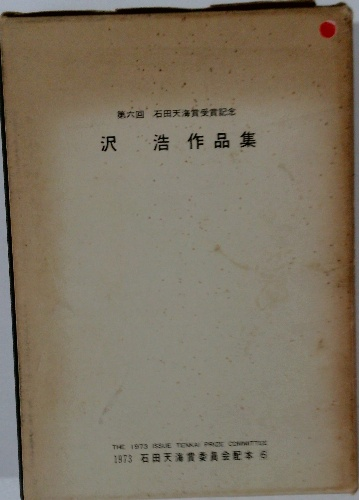 第六回 石田天海賞受賞記念
沢 浩作品集
THE 1973 ISSUE TENKAI PRIZE COMMITTEE
1973 石田天海賞委員会配本 ⑥